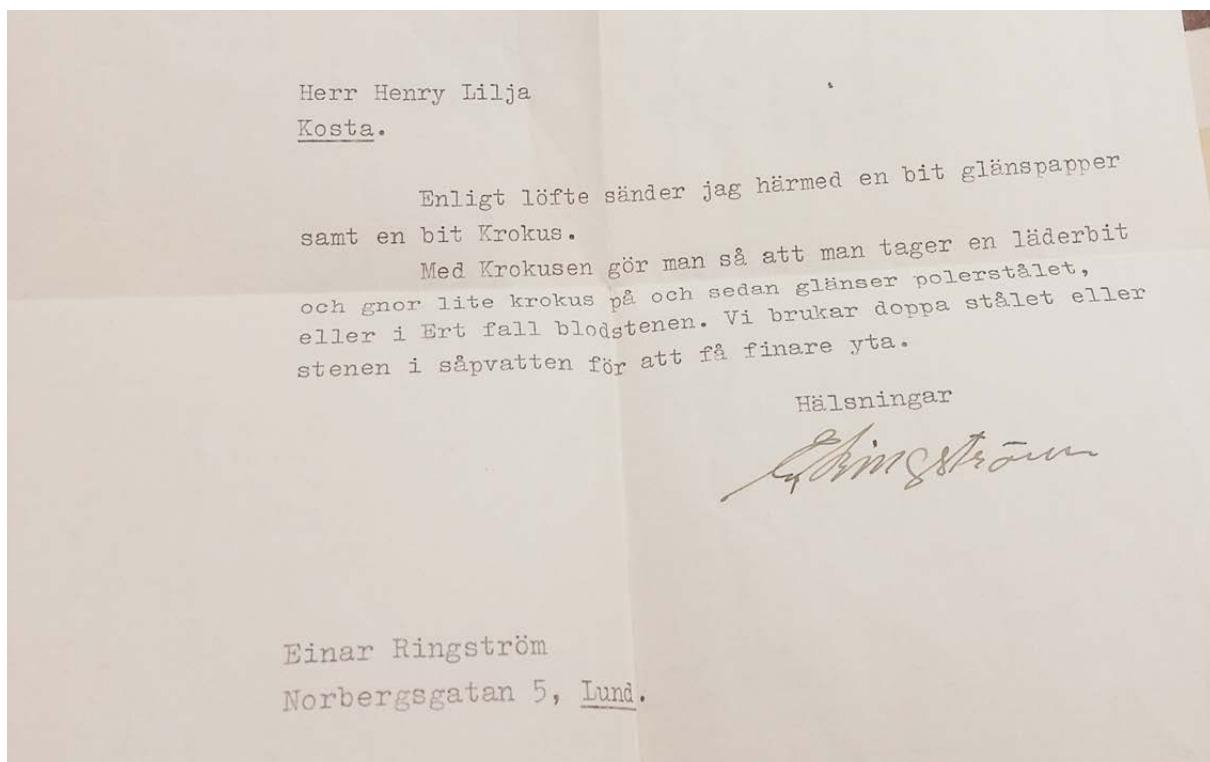 Herr Henry Lilja
Kosta.
Enligt löfte sänder jag härmed en bit glänspapper
samt en bit Krokus.
Med Krokusen gör man så att man tager en läderbit
och gnor lite krokus på och sedan glänser polerstålet,
eller i Ert fall blodstenen. Vi brukar doppa stålet eller
stenen i såpvatten för att få finare yta.
Hälsningar
E Ringström
Einar Ringström
Norbergsgatan 5, Lund.